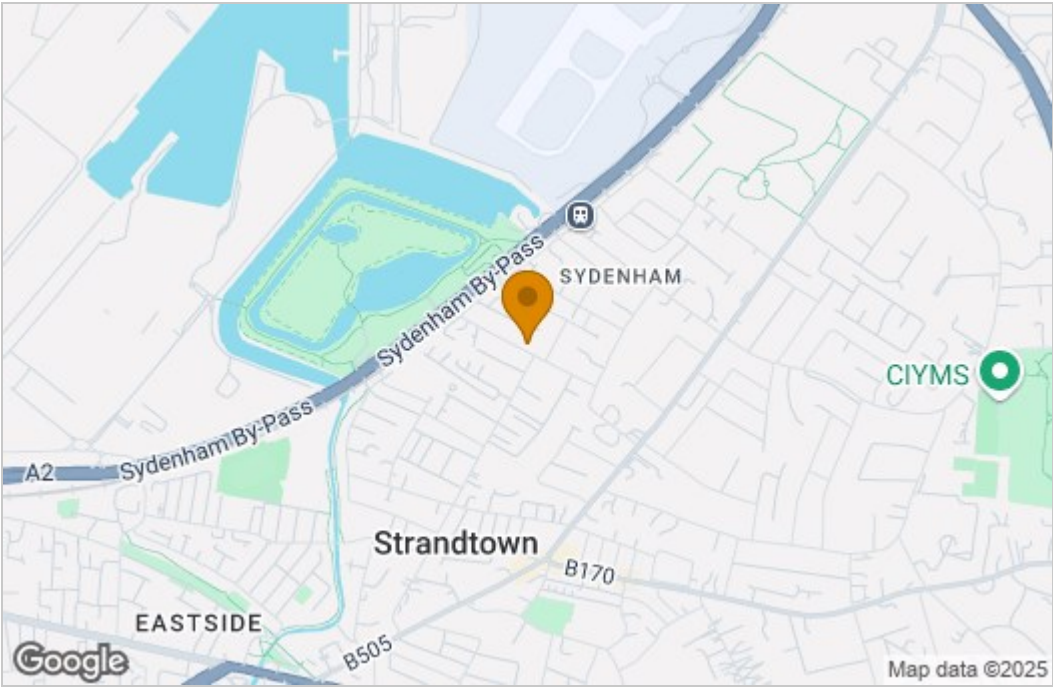 Sydenham By-Pass
SYDENHAM
CIYMS
Sydenham By-Pass
A2
Strandtown
B170
EASTSIDE
B505
Google
Map data ©2025